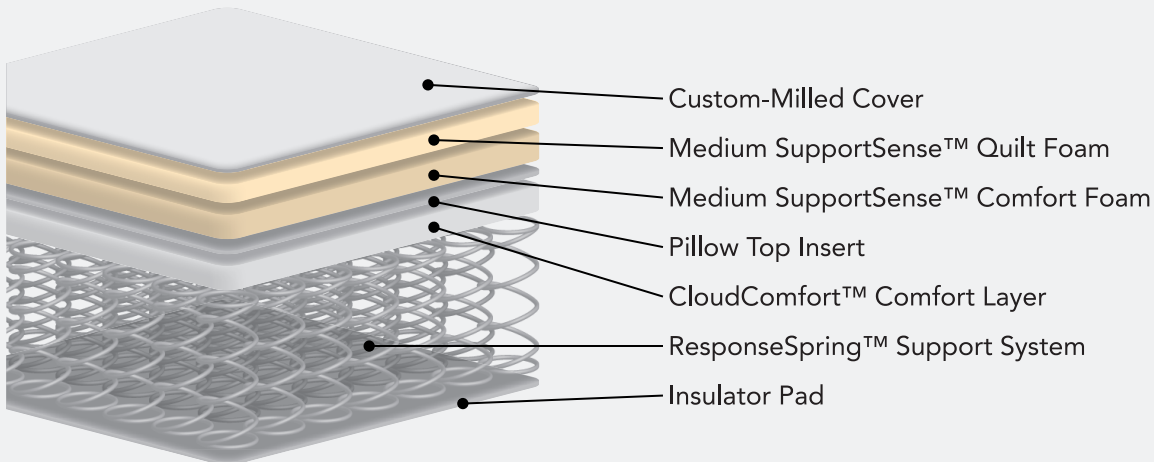 Custom-Milled Cover
Medium SupportSense™ Quilt Foam
Medium SupportSense™ Comfort Foam
Pillow Top Insert
CloudComfort™ Comfort Layer
ResponseSpring™ Support System
Insulator Pad